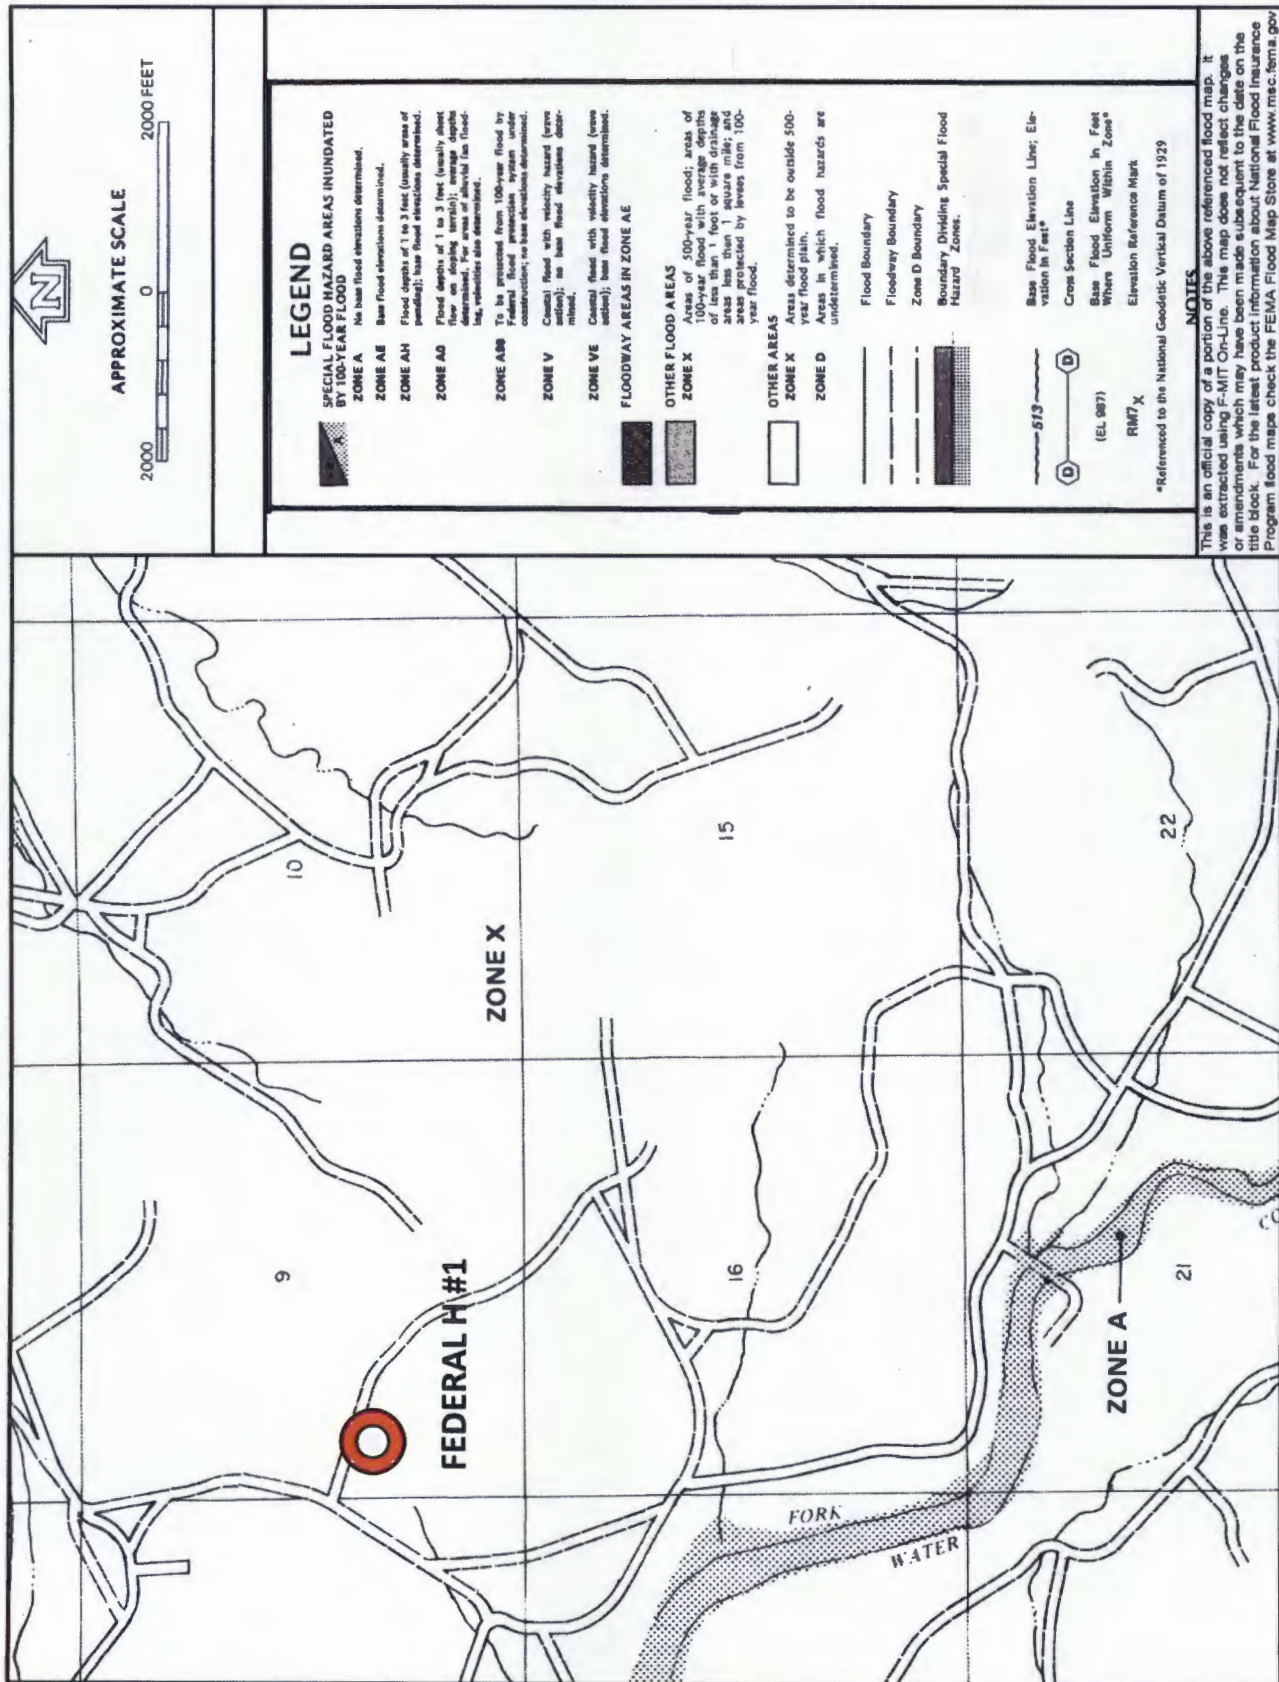 N
APPROXIMATE SCALE
2000 0 2000 FEET
LEGEND
SPECIAL FLOOD HAZARD AREAS INUNDATED
BY 100-YEAR FLOOD
ZONE A No base flood elevations determined.
ZONE AE Base flood elevations determined.
ZONE AH Flood depths of 1 to 3 feet (usually areas of
ponding); base flood elevations determined.
ZONE AO Flood depths of 1 to 3 feet (usually sheet
flow on sloping terrain); average depths
determined. For areas of alluvial fan flood-
ing, velocities also determined.
ZONE A99 To be protected from 100-year flood by
Federal flood protection system under
construction; no base elevations determined.
ZONE V Coastal flood with velocity hazard (wave
action); no base flood elevations deter-
mined.
ZONE VE Coastal flood with velocity hazard (wave
action); base flood elevations determined.
FLOODWAY AREAS IN ZONE AE
OTHER FLOOD AREAS
ZONE X Areas of 500-year flood; areas of
100-year flood with average depths
of less than 1 foot or with drainage
areas less than 1 square mile; and
areas protected by levees from 100-
year flood.
OTHER AREAS
ZONE X Areas determined to be outside 500-
year flood plain.
ZONE D Areas in which flood hazards are
undetermined.
Flood Boundary
Floodway Boundary
Zone D Boundary
Boundary Dividing Special Flood
Hazard Zones.
513 Base Flood Elevation Line; Ele-
vation in Feet*
D D Cross Section Line
(EL 987) Base Flood Elevation in Feet
Where Uniform Within Zone*
RM7X Elevation Reference Mark
*Referenced to the National Geodetic Vertical Datum of 1929
NOTES
This is an official copy of a portion of the above referenced flood map. It
was extracted using F-MIT On-Line. This map does not reflect changes
or amendments which may have been made subsequent to the date on the
title block. For the latest product information about National Flood Insurance
Program flood maps check the FEMA Flood Map Store at www.msc.fema.gov
10
ZONE X
15
22
9
FEDERAL H #1
16
FORK
WATER
ZONE A
21
CO